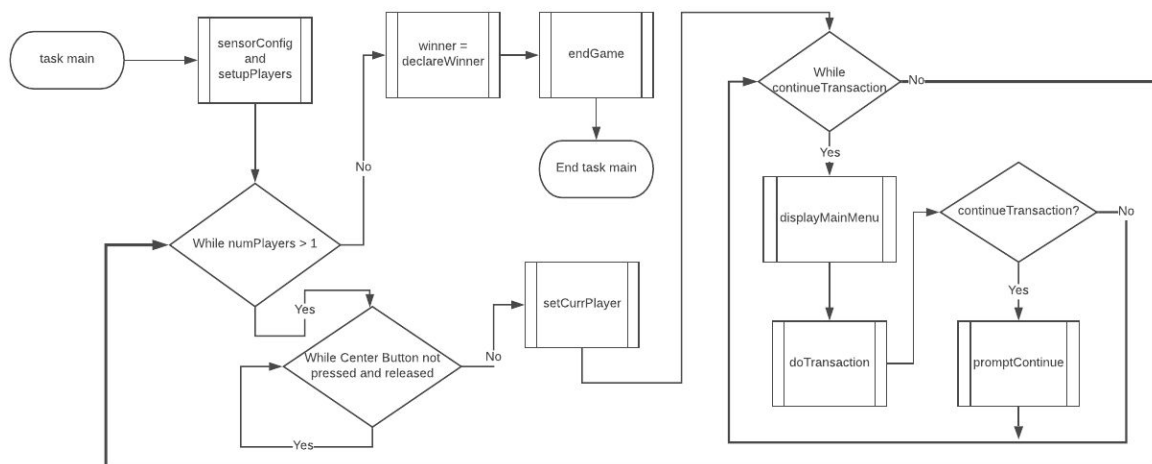 task main
sensorConfig
and
setupPlayers
winner =
declareWinner
endGame
End task main
No
While numPlayers > 1
Yes
While Center Button not
pressed and released
Yes
No
setCurrPlayer
While
continueTransaction
No
Yes
displayMainMenu
continueTransaction?
No
Yes
doTransaction
promptContinue